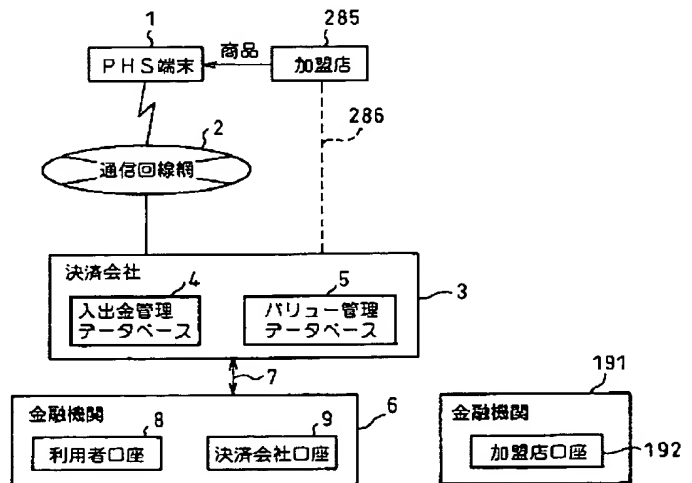 1
285
PHS端末
商品
加盟店
286
2
通信回線網
決済会社
4
5
3
入出金管理
データベース
バリュー管理
データベース
7
191
金融機関
6
金融機関
8
9
利用者口座
決済会社口座
加盟店口座
192